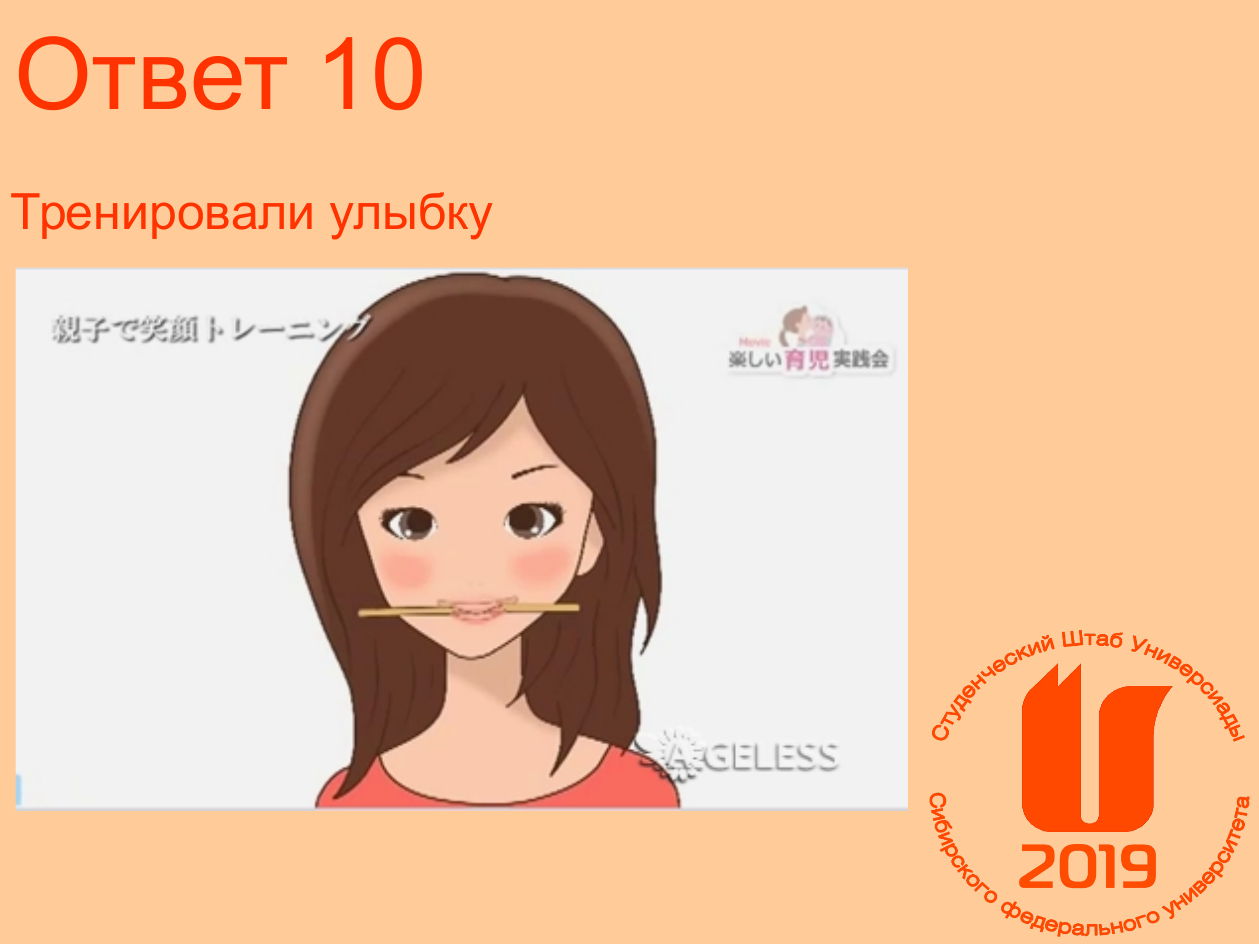 Ответ 10
Тренировали улыбку
親子で笑顔トレーニング
Movie
楽しい育児実践会
AGELESS
Студенческий Штаб Универсиады
2019
Сибирского федерального университета